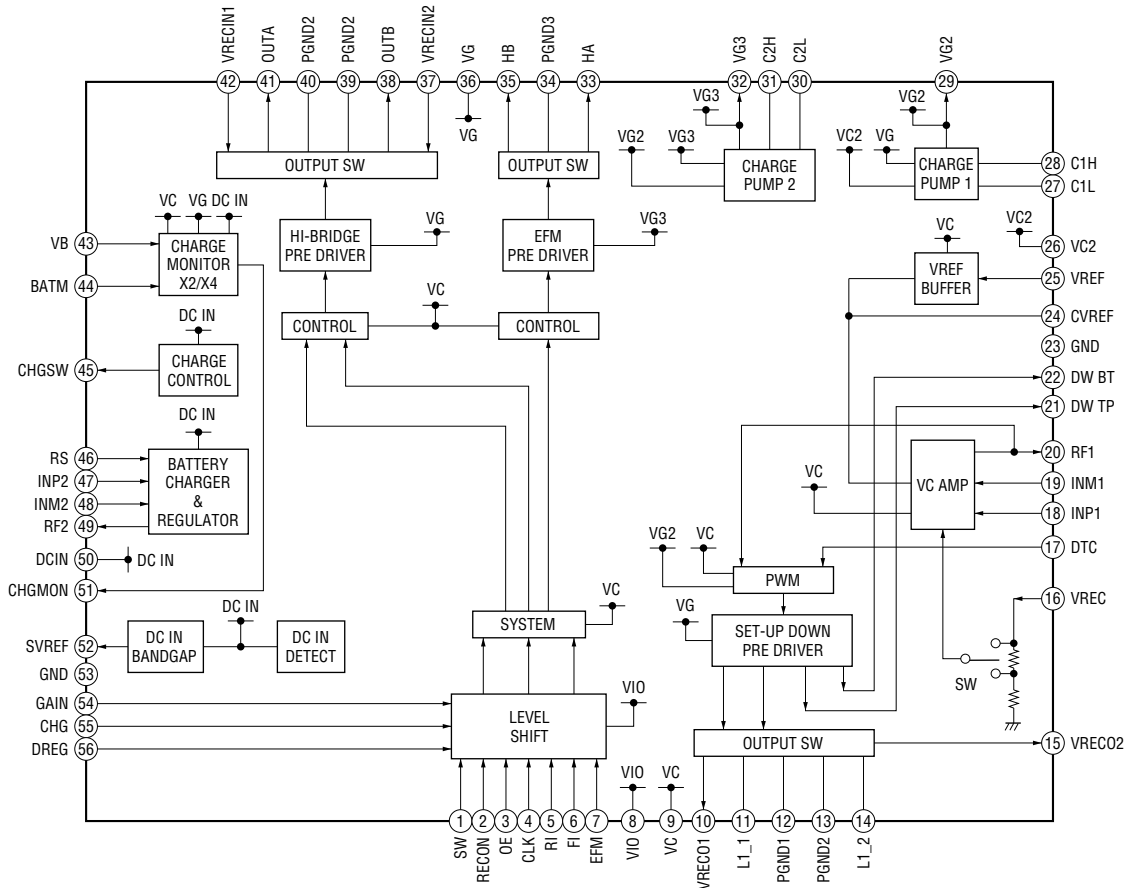 VRECIN1
OUTA
PGND2
PGND2
OUTB
VRECIN2
VG
HB
PGND3
HA
VG3
C2H
C2L
VG2
42
41
40
39
38
37
36
35
34
33
32
31
30
29
VG
VG3
VG2
VG3
VG2
VC2
VG
OUTPUT SW
OUTPUT SW
CHARGE
PUMP 2
CHARGE
PUMP 1
28 C1H
27 C1L
VC VG DC IN
VB 43
BATM 44
CHARGE
MONITOR
X2/X4
HI-BRIDGE
PRE DRIVER
VG
EFM
PRE DRIVER
VG3
VC
VC2
26 VC2
VREF
BUFFER
25 VREF
VC
CONTROL
CONTROL
24 CVREF
23 GND
DC IN
CHGSW 45
CHARGE
CONTROL
22 DW BT
21 DW TP
DC IN
RS 46
INP2 47
INM2 48
RF2 49
BATTERY
CHARGER
&
REGULATOR
20 RF1
VC AMP
VC
19 INM1
18 INP1
DCIN 50
DC IN
VG2
VC
17 DTC
CHGMON 51
PWM
16 VREC
DC IN
SYSTEM
VC
VG
SET-UP DOWN
PRE DRIVER
SVREF 52
DC IN
BANDGAP
DC IN
DETECT
SW
GND 53
GAIN 54
CHG 55
DREG 56
LEVEL
SHIFT
VIO
OUTPUT SW
15 VRECO2
VIO
VC
1
2
3
4
5
6
7
8
9
10
11
12
13
14
SW
RECON
OE
CLK
RI
FI
EFM
VIO
VC
VRECO1
L1_1
PGND1
PGND2
L1_2